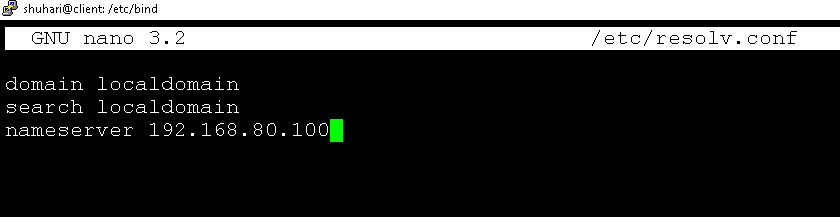 shuhari@client: /etc/bind
GNU nano 3.2 /etc/resolv.conf
domain localdomain
search localdomain
nameserver 192.168.80.100